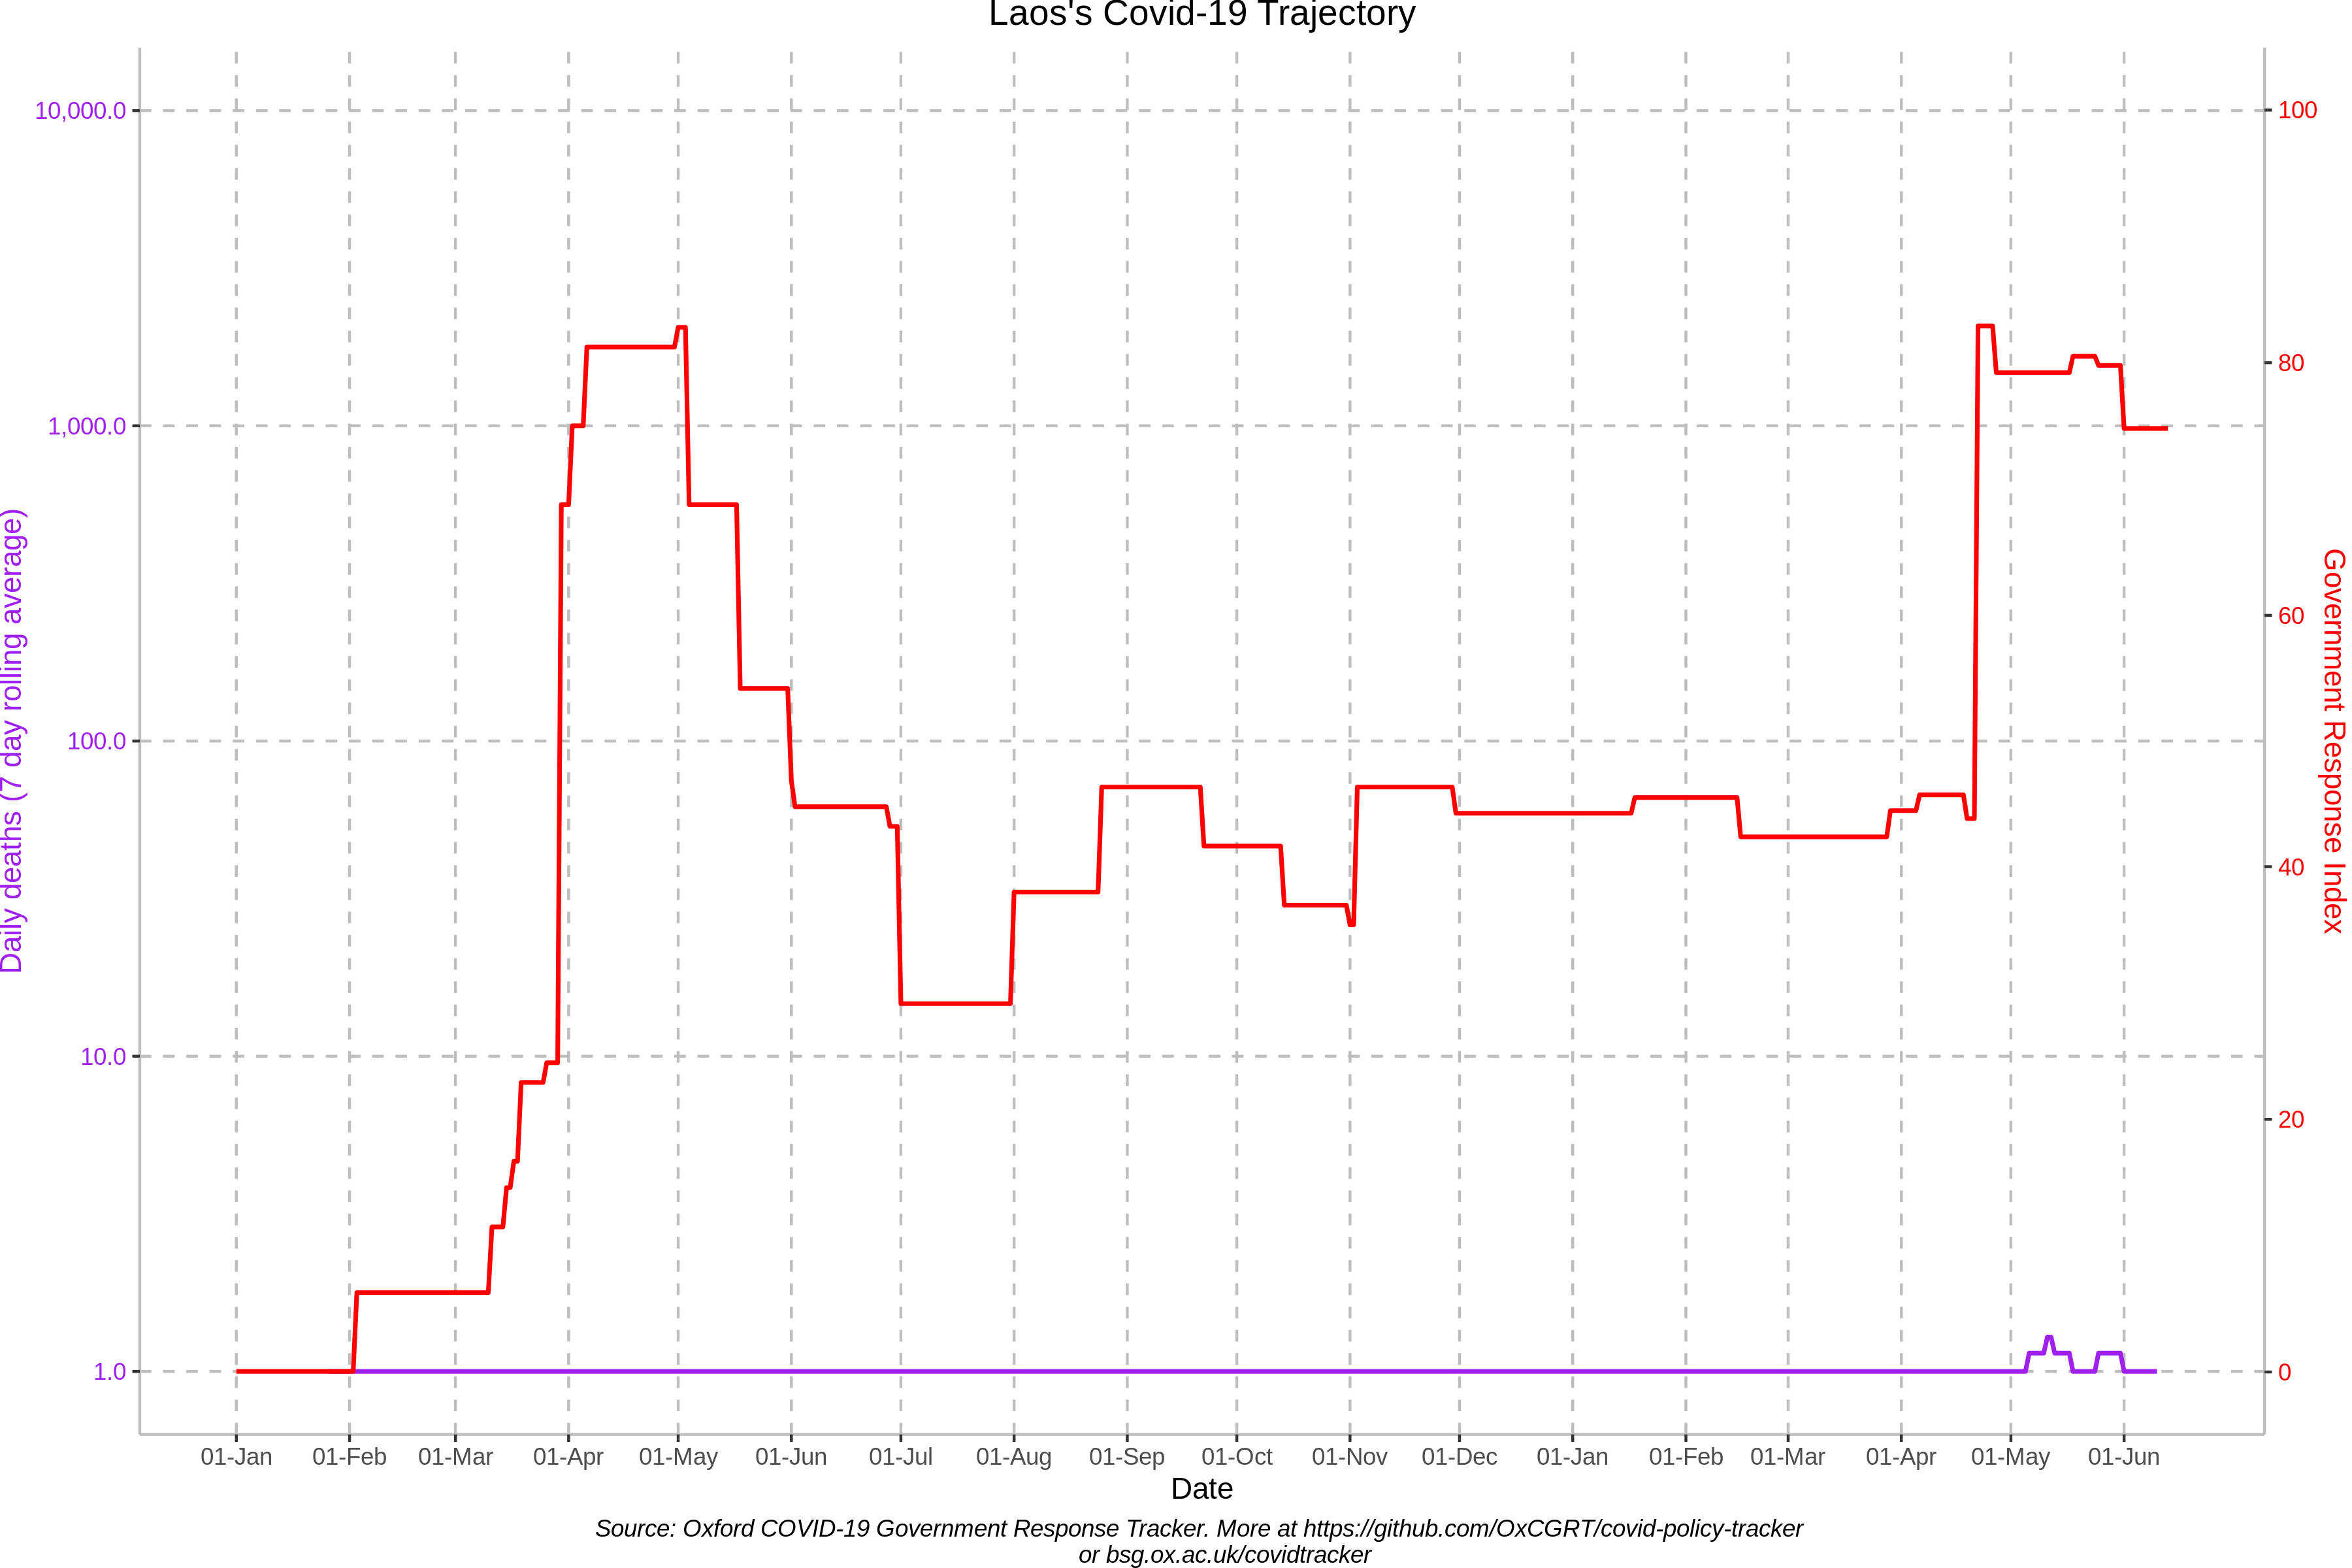 Laos's Covid-19 Trajectory
10,000.0
1,000.0
100.0
10.0
1.0
Daily deaths (7 day rolling average)
100
80
60
40
20
0
Government Response Index
01-Jan 01-Feb 01-Mar 01-Apr 01-May 01-Jun 01-Jul 01-Aug 01-Sep 01-Oct 01-Nov 01-Dec 01-Jan 01-Feb 01-Mar 01-Apr 01-May 01-Jun
Date
Source: Oxford COVID-19 Government Response Tracker. More at https://github.com/OxCGRT/covid-policy-tracker
or bsg.ox.ac.uk/covidtracker